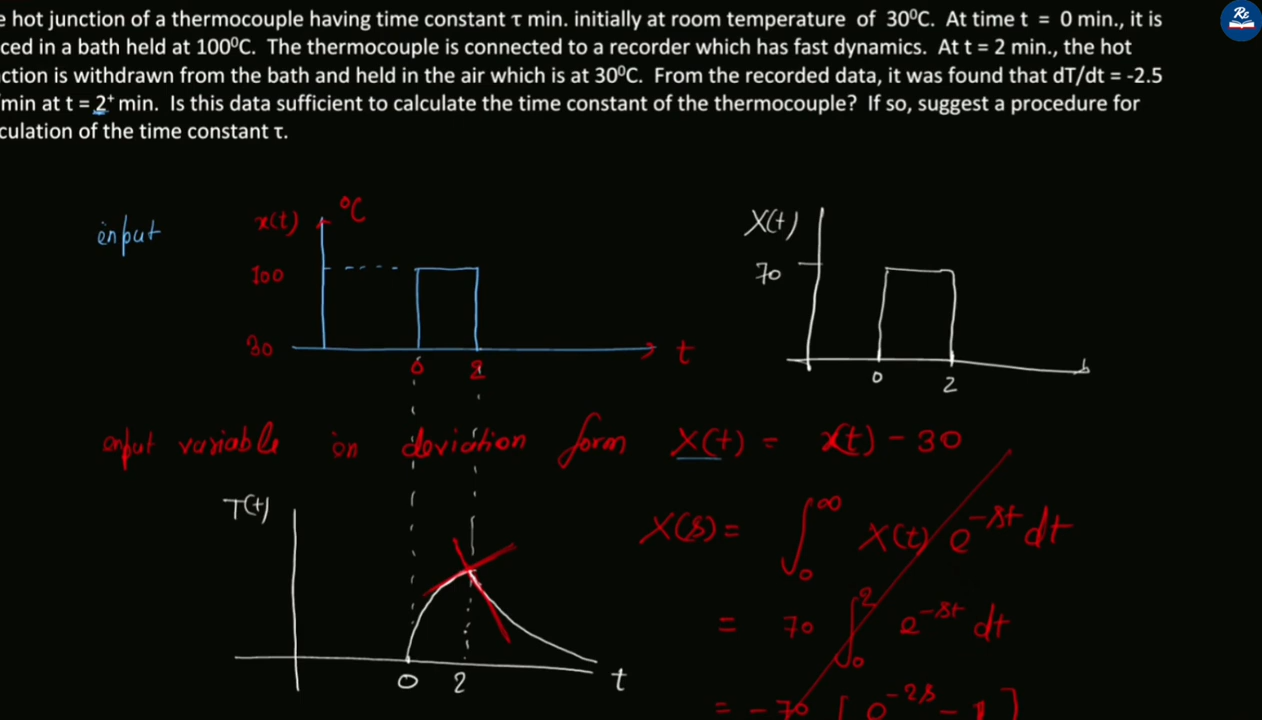 e hot junction of a thermocouple having time constant τ min. initially at room temperature of 30⁰C. At time t = 0 min., it is
ced in a bath held at 100⁰C. The thermocouple is connected to a recorder which has fast dynamics. At t = 2 min., the hot
ction is withdrawn from the bath and held in the air which is at 30⁰C. From the recorded data, it was found that dT/dt = -2.5
min at t = 2⁺ min. Is this data sufficient to calculate the time constant of the thermocouple? If so, suggest a procedure for
culation of the time constant τ.
Re
input
x(t) °C
100
30
0 2 t
X(t)
70
0 2 t
input variable in deviation form X(t) = x(t) - 30
T(t)
0 2 t
X(s) = ∫₀^∞ X(t) e^-st dt
= 70 ∫₀² e^-st dt
= -70 [e^-2s - 1]